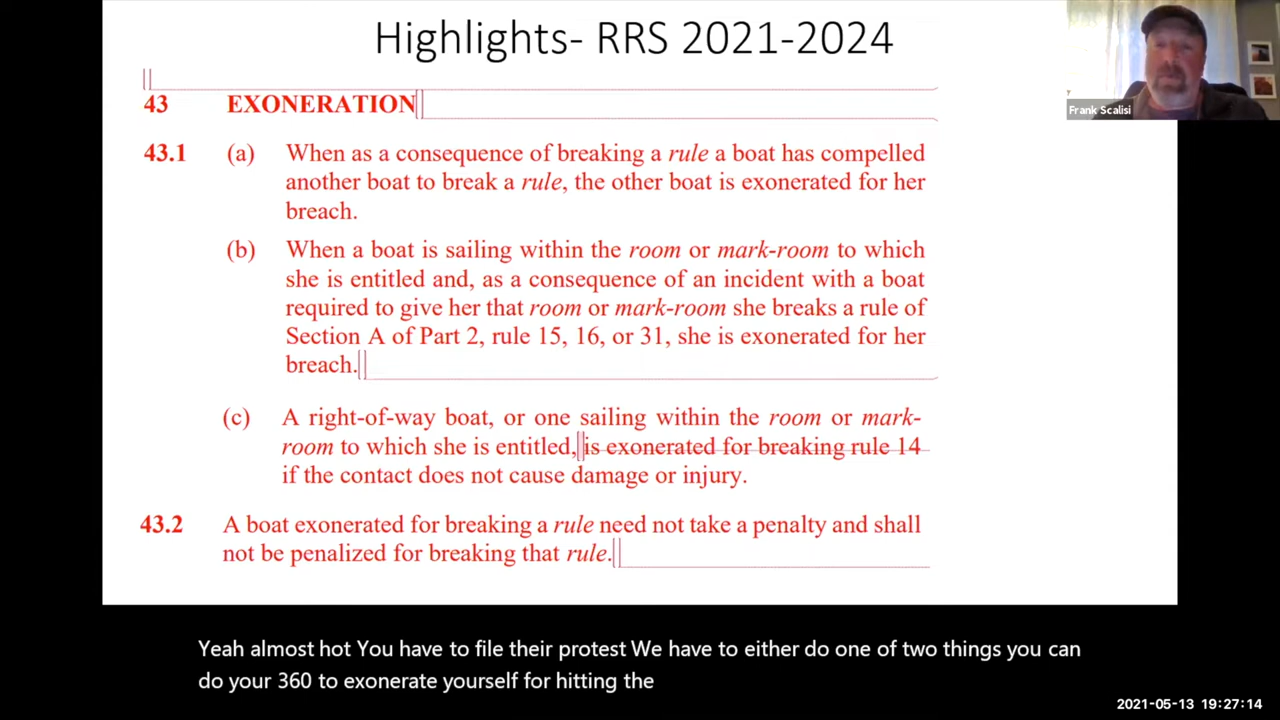 Highlights- RRS 2021-2024
Frank Scalisi
43 EXONERATION
43.1 (a) When as a consequence of breaking a rule a boat has compelled
another boat to break a rule, the other boat is exonerated for her
breach.
(b) When a boat is sailing within the room or mark-room to which
she is entitled and, as a consequence of an incident with a boat
required to give her that room or mark-room she breaks a rule of
Section A of Part 2, rule 15, 16, or 31, she is exonerated for her
breach.
(c) A right-of-way boat, or one sailing within the room or mark-
room to which she is entitled, is exonerated for breaking rule 14
if the contact does not cause damage or injury.
43.2 A boat exonerated for breaking a rule need not take a penalty and shall
not be penalized for breaking that rule.
Yeah almost hot You have to file their protest We have to either do one of two things you can
do your 360 to exonerate yourself for hitting the
2021-05-13 19:27:14